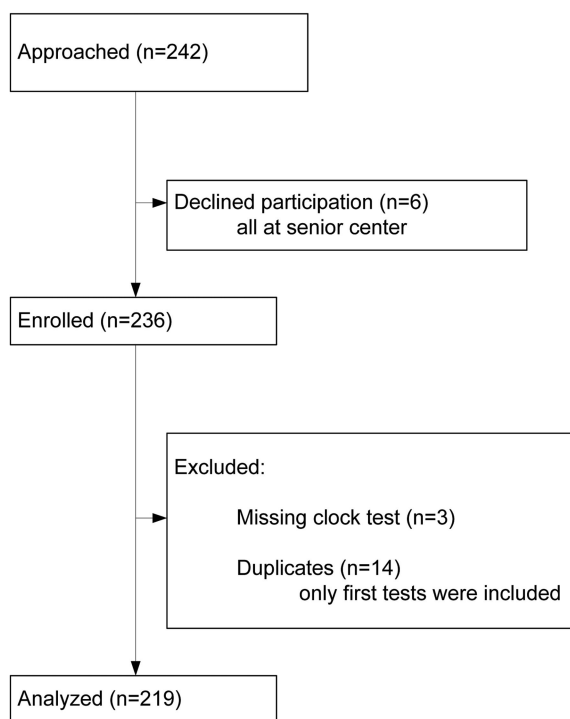 Approached (n=242)
Declined participation (n=6)
all at senior center
Enrolled (n=236)
Excluded:
Missing clock test (n=3)
Duplicates (n=14)
only first tests were included
Analyzed (n=219)